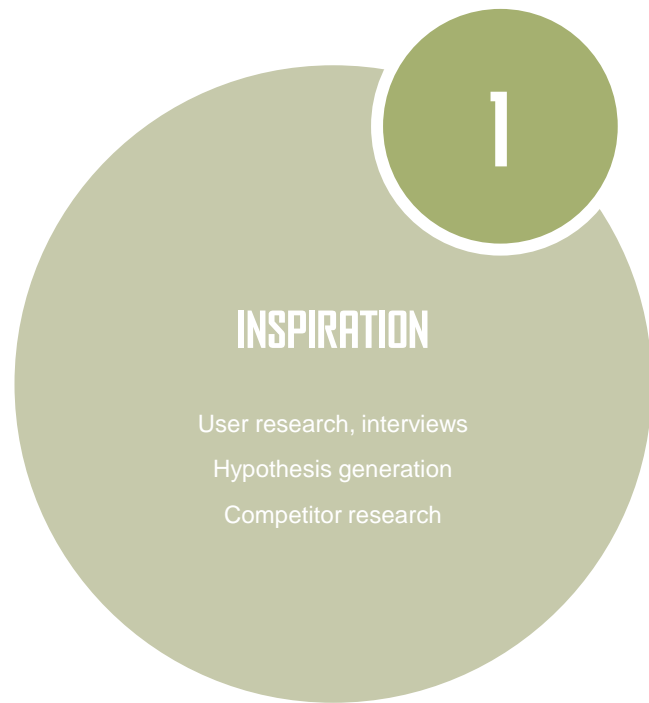 1
INSPIRATION
User research, interviews
Hypothesis generation
Competitor research